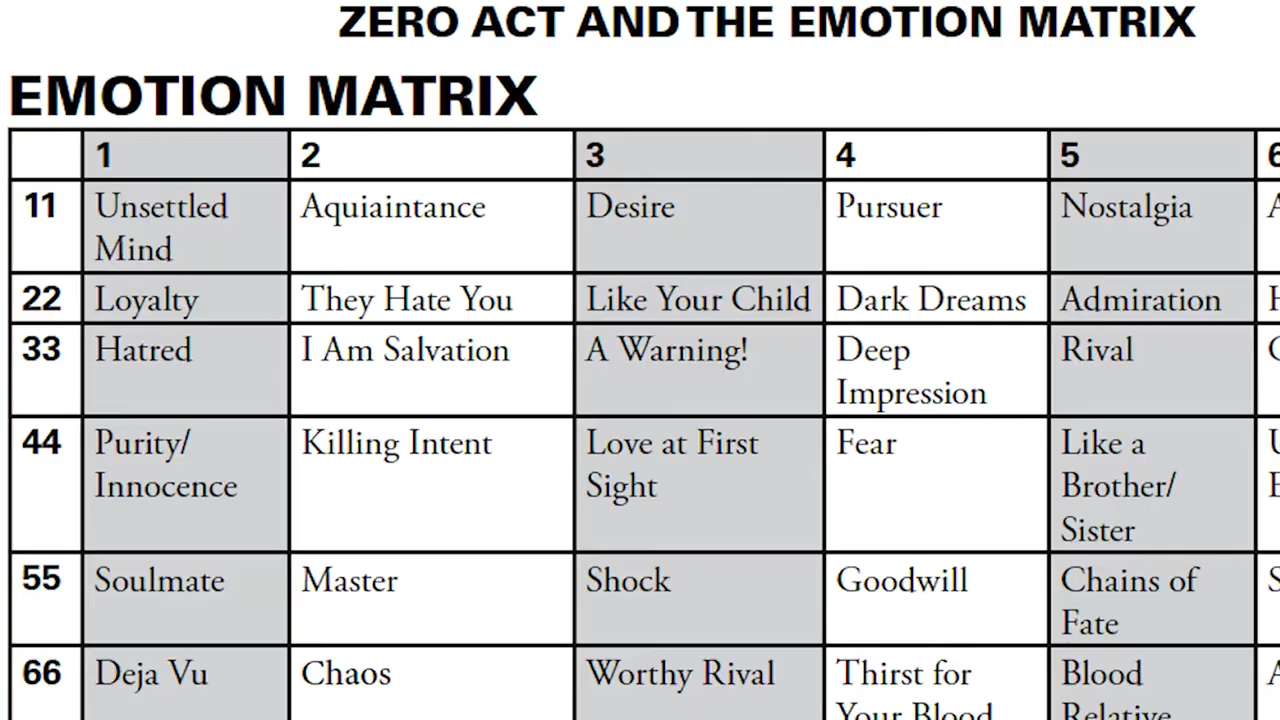 ZERO ACT AND THE EMOTION MATRIX
EMOTION MATRIX
1 2 3 4 5
11 Unsettled Aquiaintance Desire Pursuer Nostalgia
Mind
22 Loyalty They Hate You Like Your Child Dark Dreams Admiration
33 Hatred I Am Salvation A Warning! Deep Rival
Impression
44 Purity/ Killing Intent Love at First Fear Like a
Innocence Sight Brother/
Sister
55 Soulmate Master Shock Goodwill Chains of
Fate
66 Deja Vu Chaos Worthy Rival Thirst for Blood
Your Blood Relative